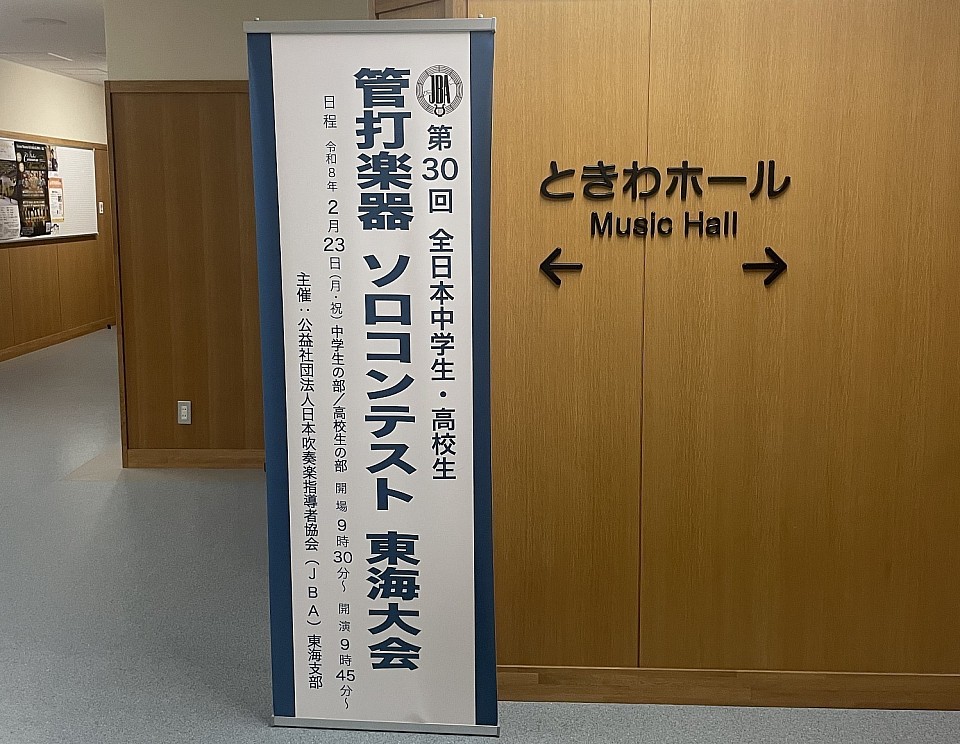 JBA
第30回 全日本中学生・高校生
管打楽器 ソロコンテスト 東海大会
日程 令和8年2月23日(月・祝) 中学生の部/高校生の部 開場 9時30分~ 開演 9時45分~
主催:公益社団法人日本吹奏楽指導者協会(JBA)東海支部
ときわホール
Music Hall